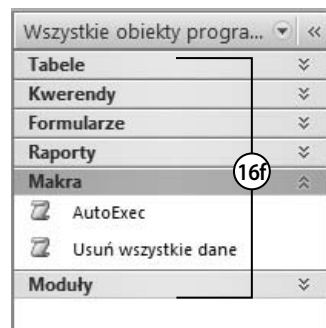 Wszystkie obiekty progra...
Tabele
Kwerendy
Formularze
Raporty
16f
Makra
AutoExec
Usuń wszystkie dane
Moduły